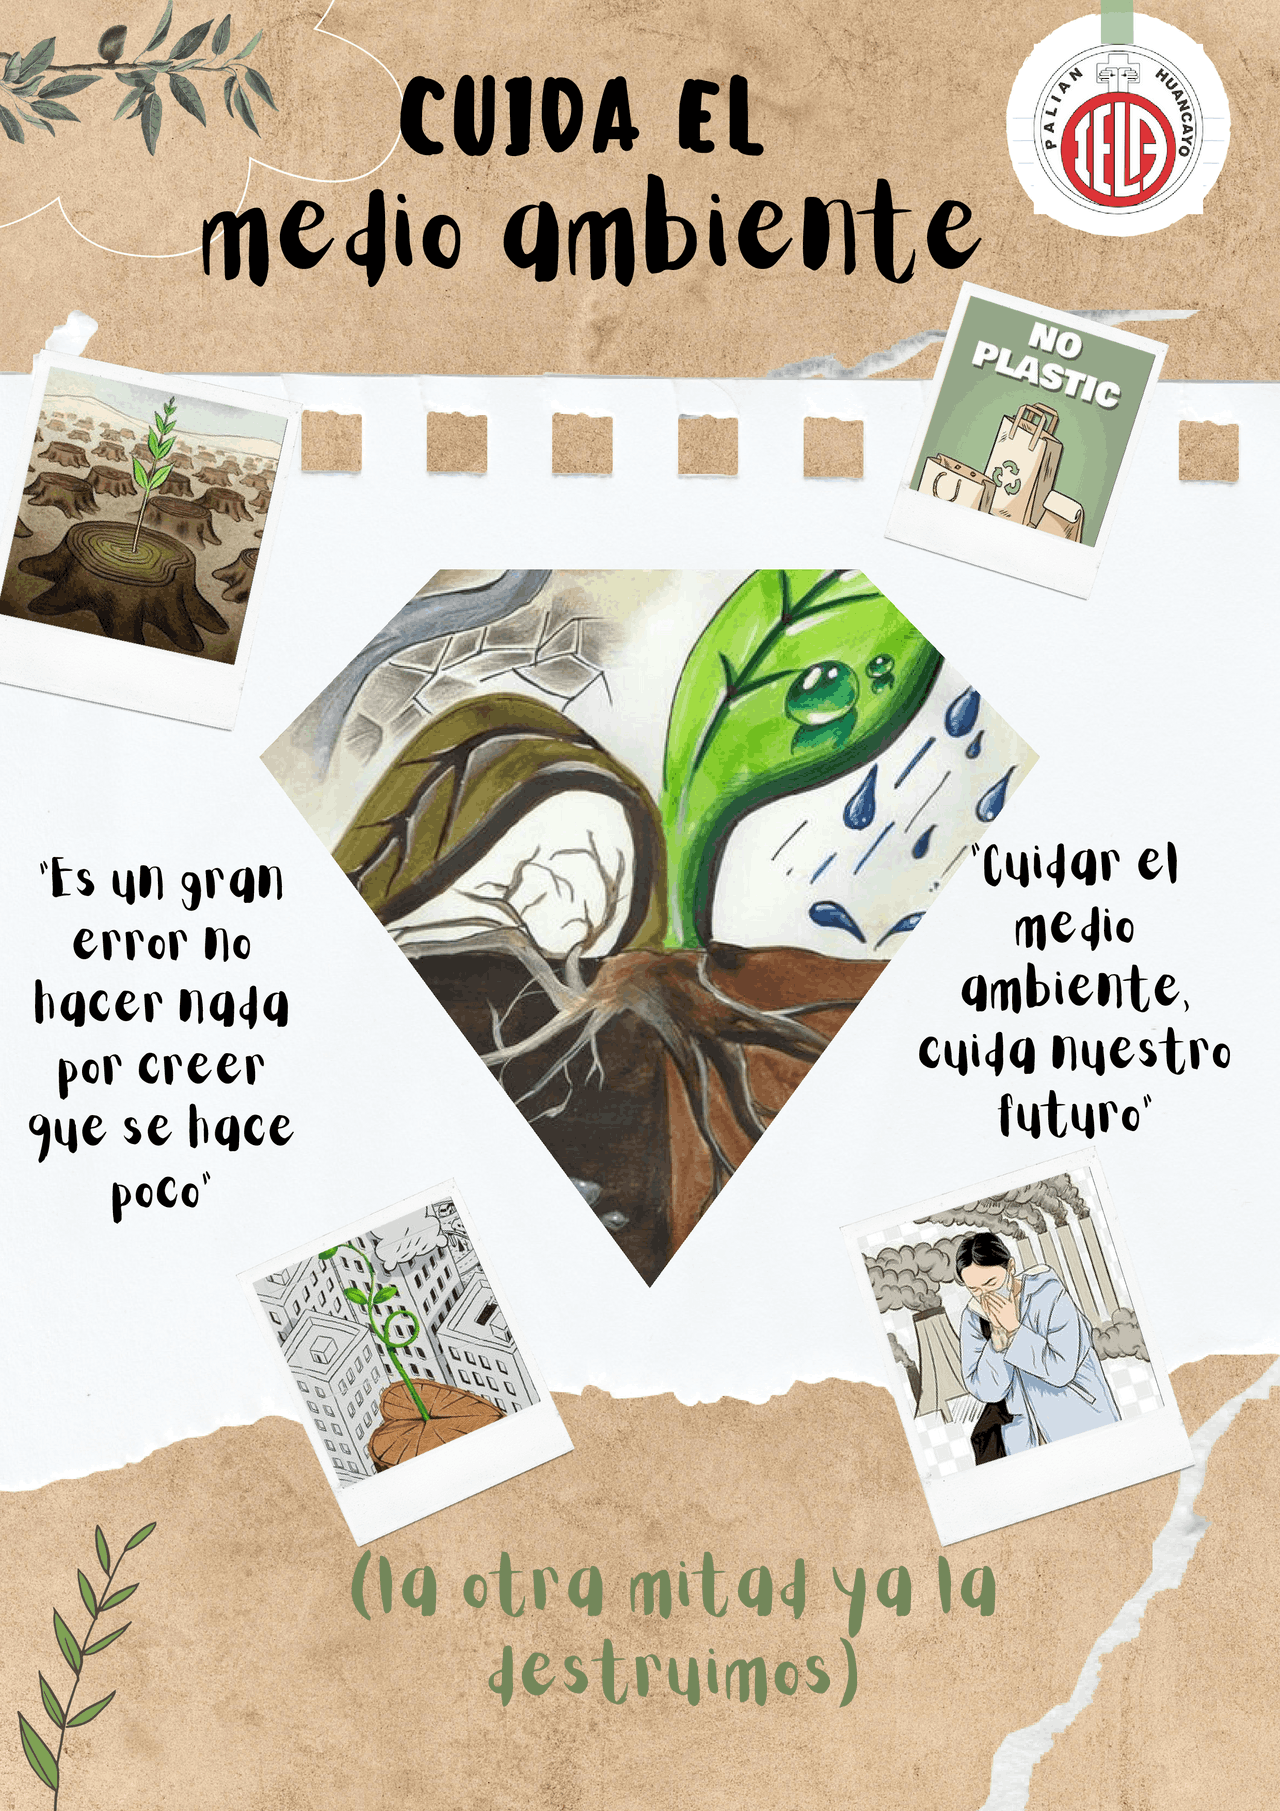 CUIDA EL
medio ambiente
PALIAN HUANCAYO
IELA
NO
PLASTIC
"Es un gran
error no
hacer nada
por creer
que se hace
poco"
"Cuidar el
medio
ambiente,
cuida nuestro
futuro"
(la otra mitad ya la
destruimos)